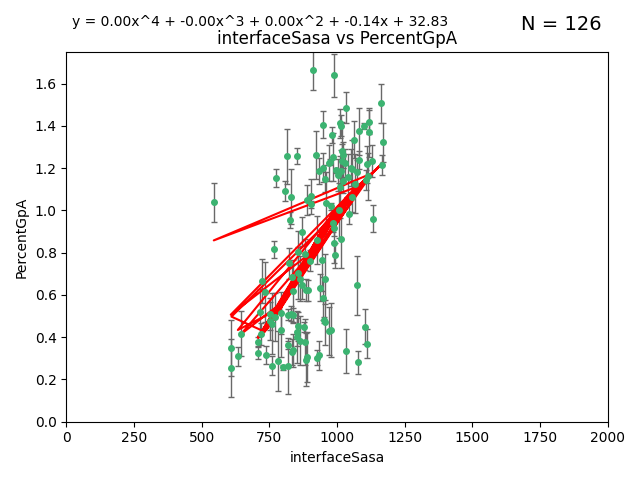 y = 0.00x^4 + -0.00x^3 + 0.00x^2 + -0.14x + 32.83
N = 126
interfaceSasa vs PercentGpA
PercentGpA
1.6
1.4
1.2
1.0
0.8
0.6
0.4
0.2
0.0
0 250 500 750 1000 1250 1500 1750 2000
interfaceSasa